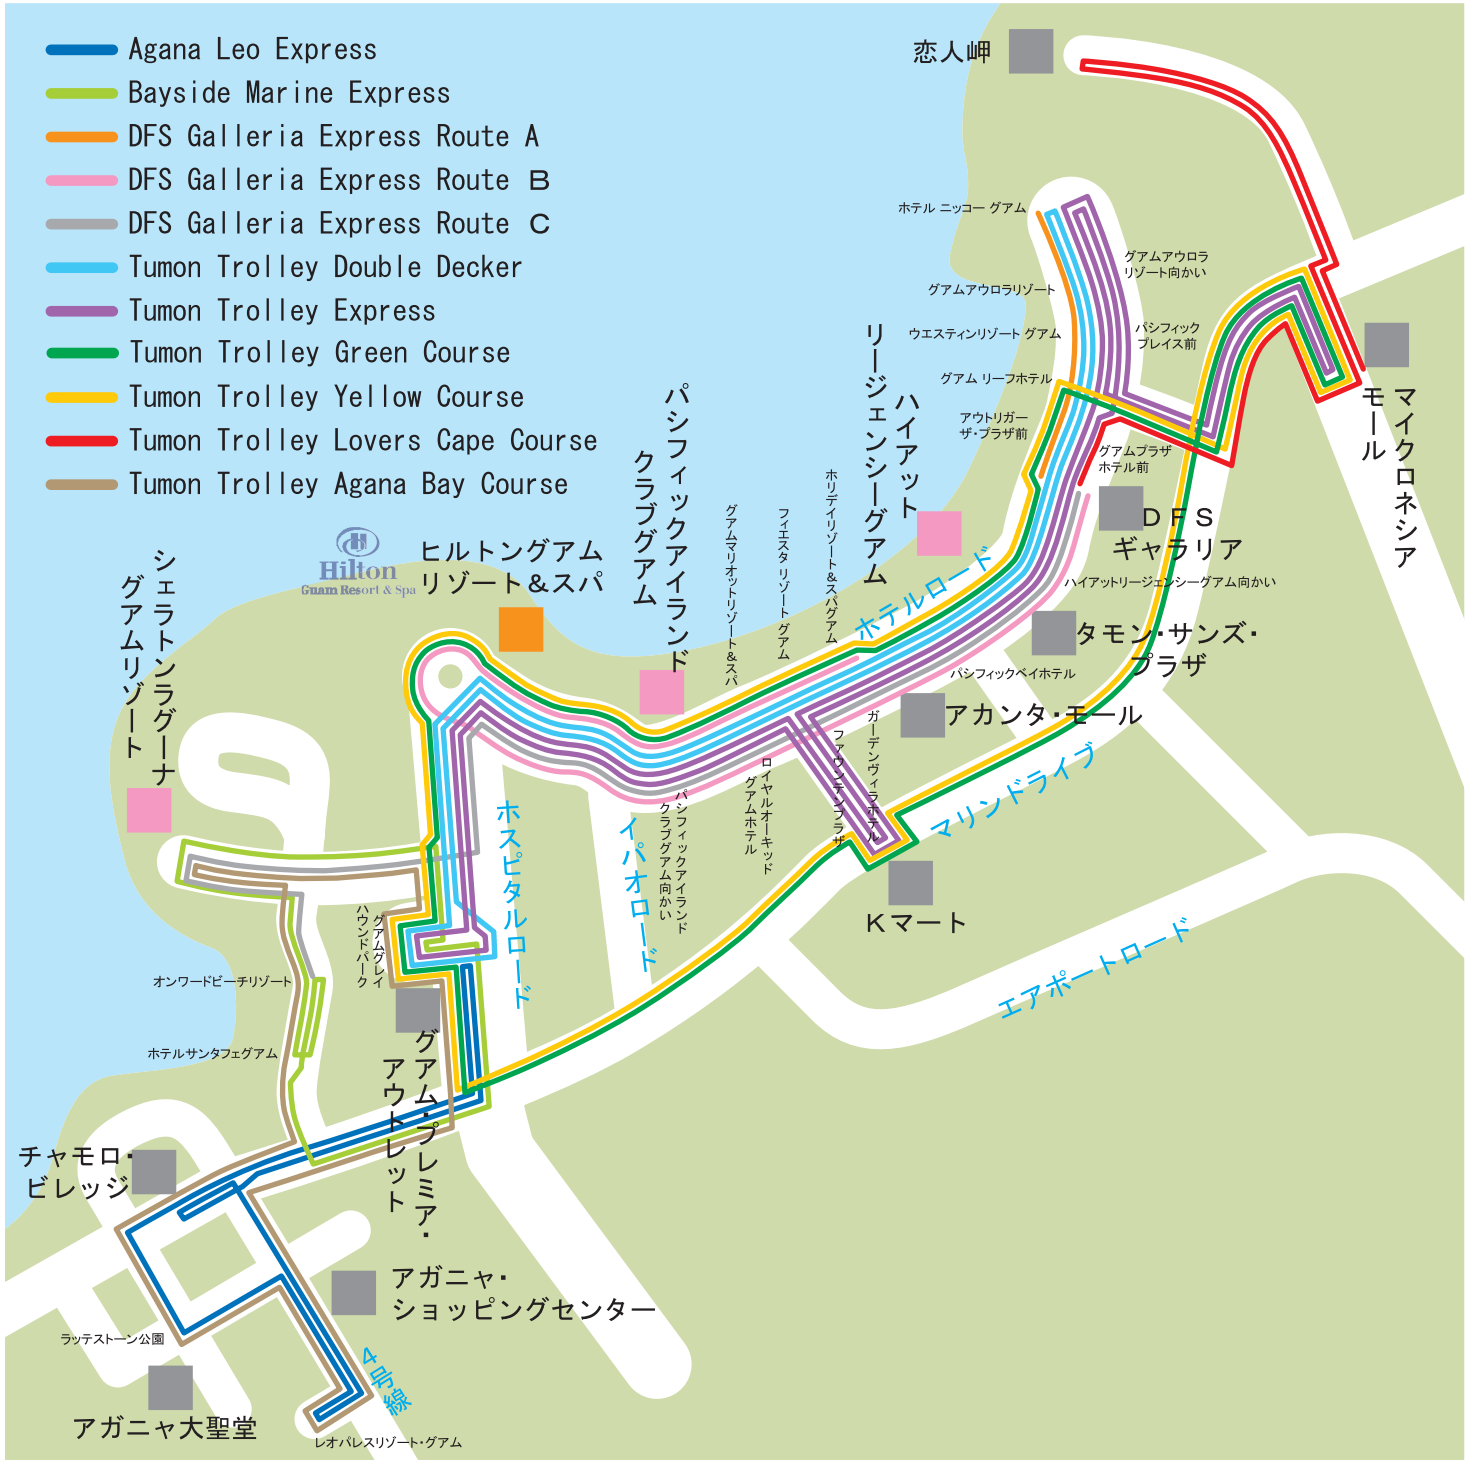 Agana Leo Express
Bayside Marine Express
DFS Galleria Express Route A
DFS Galleria Express Route B
DFS Galleria Express Route C
Tumon Trolley Double Decker
Tumon Trolley Express
Tumon Trolley Green Course
Tumon Trolley Yellow Course
Tumon Trolley Lovers Cape Course
Tumon Trolley Agana Bay Course
恋人岬
ホテル ニッコー グアム
グアムアウロラ
リゾート向かい
グアムアウロラリゾート
ウエスティンリゾート グアム
パシフィック
プレイス前
グアム リーフホテル
アウトリガー
ザ・プラザ前
グアムプラザ
ホテル前
マイクロネシア
モール
ハイアット
リージェンシーグアム
DFS
ギャラリア
ハイアットリージェンシーグアム向かい
ホテルロード
タモン・サンズ・
プラザ
パシフィックベイホテル
アカンタ・モール
ホリデイリゾート&スパグアム
フィエスタ リゾート グアム
グアムマリオットリゾート&スパ
パシフィックアイランド
クラブグアム
Hilton
Guam Resort & Spa
ヒルトングアム
リゾート&スパ
シェラトンラグーナ
グアムリゾート
ガーデンヴィラホテル
ファウンテンプラザ
ロイヤルオーキッド
グアムホテル
パシフィックアイランド
クラブグアム向かい
マリンドライブ
Kマート
イパオロード
ホスピタルロード
エアポートロード
グアムグレイ
ハウンドパーク
オンワードビーチリゾート
ホテルサンタフェグアム
グアム・プレミア・
アウトレット
チャモロ・
ビレッジ
アガニャ・
ショッピングセンター
ラッテストーン公園
4号線
アガニャ大聖堂
レオパレスリゾート・グアム